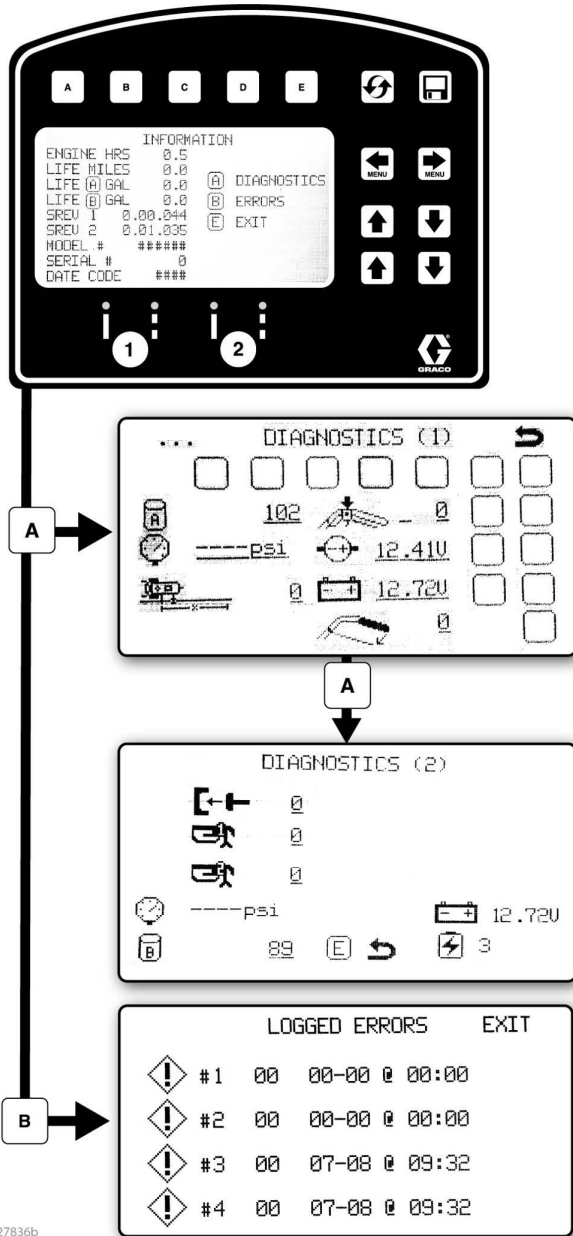 A B C D E
INFORMATION
ENGINE HRS 0.5
LIFE MILES 0.0
LIFE A GAL 0.0
LIFE B GAL 0.0
SREV 1 0.00.044
SREV 2 0.01.035
MODEL # ######
SERIAL # 0
DATE CODE ####
A DIAGNOSTICS
B ERRORS
E EXIT
MENU MENU
1 2
GRACO
A
... DIAGNOSTICS (1)
A 102 _ 0
----psi - + 12.41V
0 - + 12.72V
x
0
A
DIAGNOSTICS (2)
0
0
0
----psi - + 12.72V
B 89 E 3
B
LOGGED ERRORS EXIT
! #1 00 00-00 @ 00:00
! #2 00 00-00 @ 00:00
! #3 00 07-08 @ 09:32
! #4 00 07-08 @ 09:32
27836b